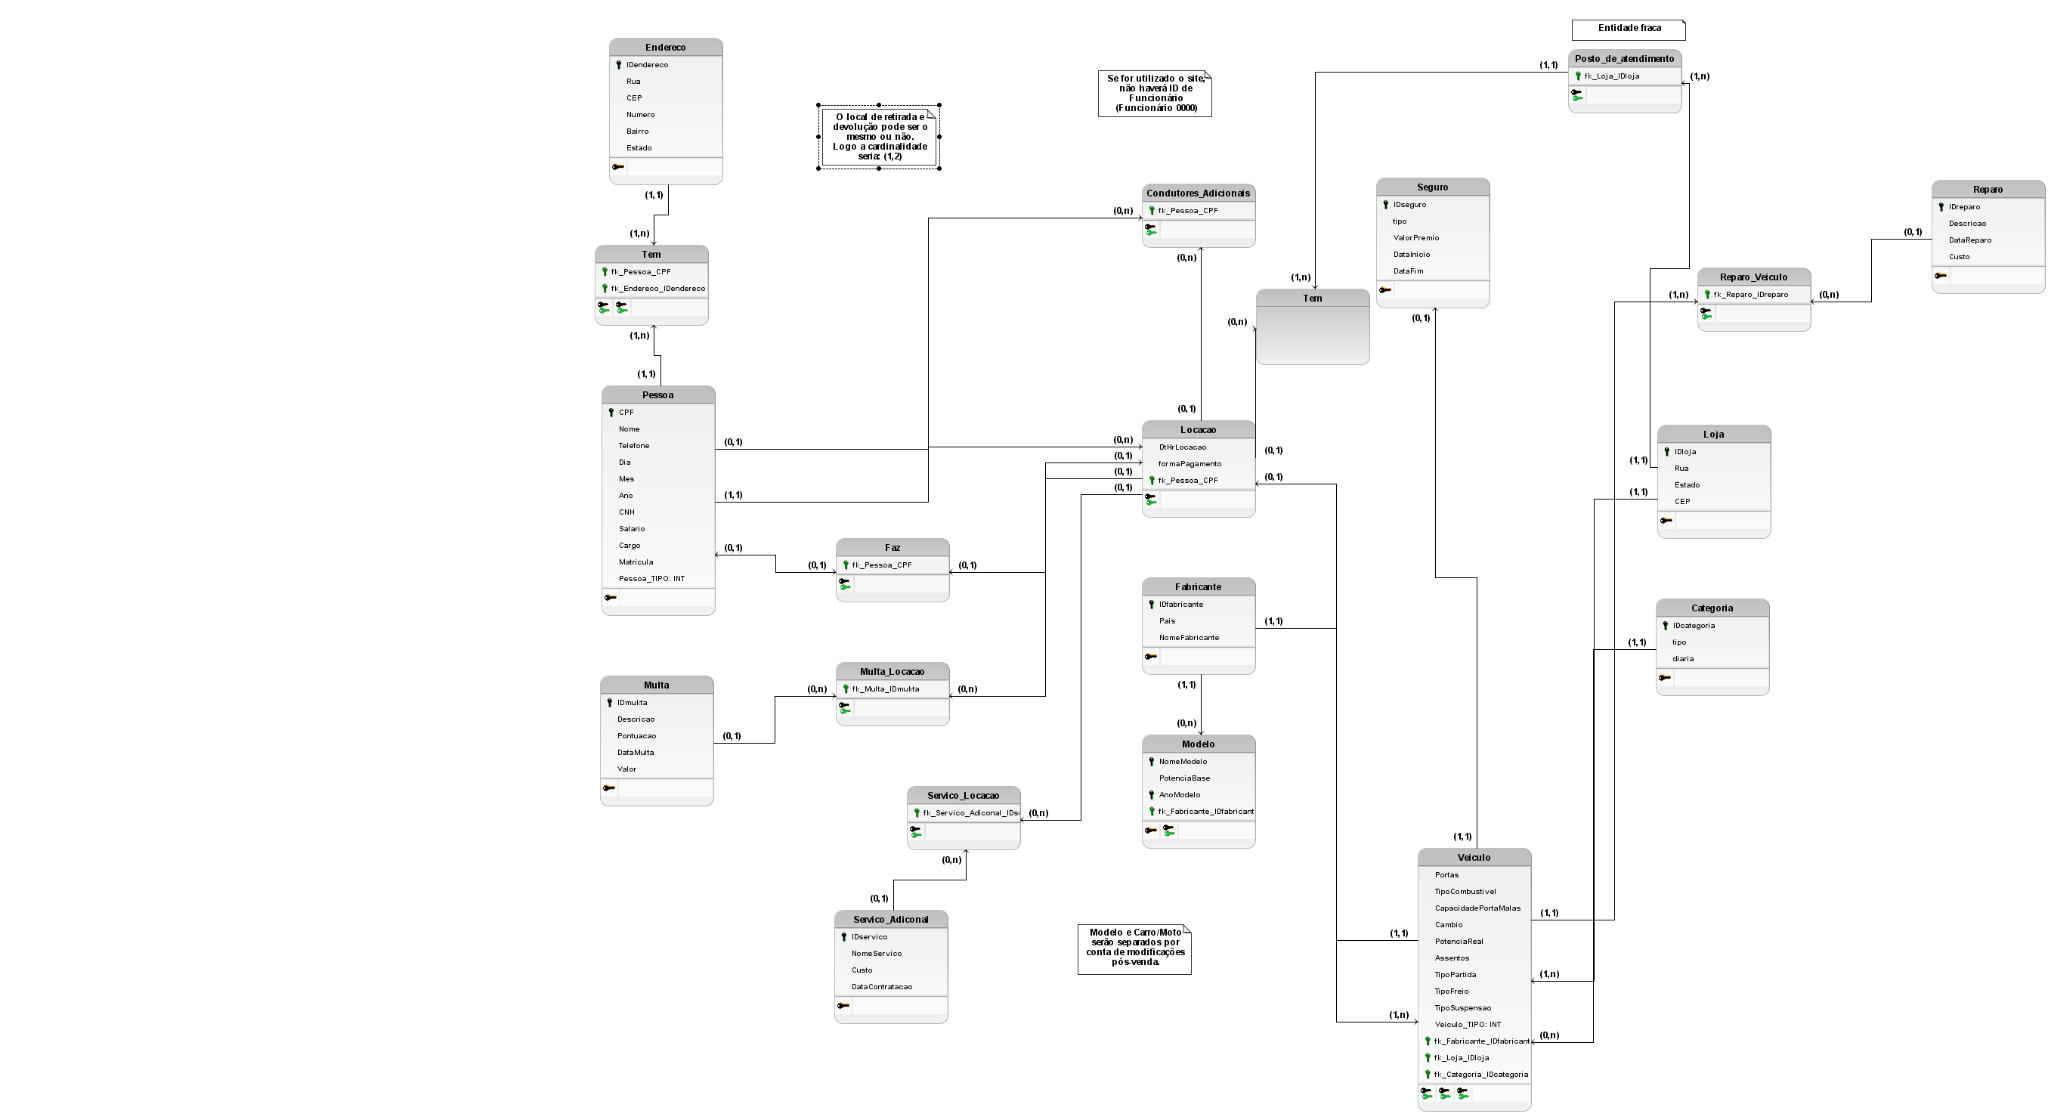 Entidade fraca
Endereco
IDendereco
Rua
CEP
Numero
Bairro
Estado
(1,1)
(1,n)
Tem
fk_Pessoa_CPF
fk_Endereco_IDendereco
(1,n)
(1,1)
Pessoa
CPF
Nome
Telefone
Dia
Mes
Ano
CNH
Salario
Cargo
Matricula
Pessoa_TIPO: INT
(0,1)
(1,1)
(0,1)
O local de retirada e
devolução pode ser o
mesmo ou não.
Logo a cardinalidade
seria: (1,2)
Se for utilizado o site,
não haverá ID de
Funcionário
(Funcionário 0000)
Condutores_Adicionais
fk_Pessoa_CPF
(0,n)
(0,n)
Seguro
IDseguro
tipo
ValorPremio
DataInicio
DataFim
(0,1)
Posto_de_atendimento
fk_Loja_IDloja
(1,1)
(1,n)
Tem
(1,n)
(0,n)
Reparo
IDreparo
Descricao
DataReparo
Custo
(0,1)
Reparo_Veiculo
fk_Reparo_IDreparo
(1,n)
(0,n)
Locacao
DtHrLocacao
formaPagamento
fk_Pessoa_CPF
(0,1)
(0,n)
(0,1)
(0,1)
(0,1)
(0,1)
(0,1)
Loja
IDloja
Rua
Estado
CEP
(1,1)
(1,1)
Faz
fk_Pessoa_CPF
(0,1)
(0,1)
Fabricante
IDfabricante
Pais
NomeFabricante
(1,1)
(1,1)
Categoria
IDcategoria
tipo
diaria
(1,1)
Multa
IDmukta
Descricao
Pontuacao
DataMulta
Valor
(0,1)
Multa_Locacao
fk_Multa_IDmukta
(0,n)
(0,n)
Modelo
NomeModelo
PotenciaBase
AnoModelo
fk_Fabricante_IDfabricant
(0,n)
Servico_Locacao
fk_Servico_Adiconal_IDs
(0,n)
(0,n)
Servico_Adiconal
IDservico
NomeServico
Custo
DataContratacao
(0,1)
Modelo e Carro/Moto
serão separados por
conta de modificações
pós-venda.
Veiculo
Portas
TipoCombustivel
CapacidadePortaMalas
Cambio
PotenciaReal
Assentos
TipoPartida
TipoFreio
TipoSuspensao
Veiculo_TIPO: INT
fk_Fabricante_IDfabricant
fk_Loja_IDloja
fk_Categoria_IDcategoria
(1,1)
(1,1)
(1,1)
(1,n)
(1,n)
(0,n)